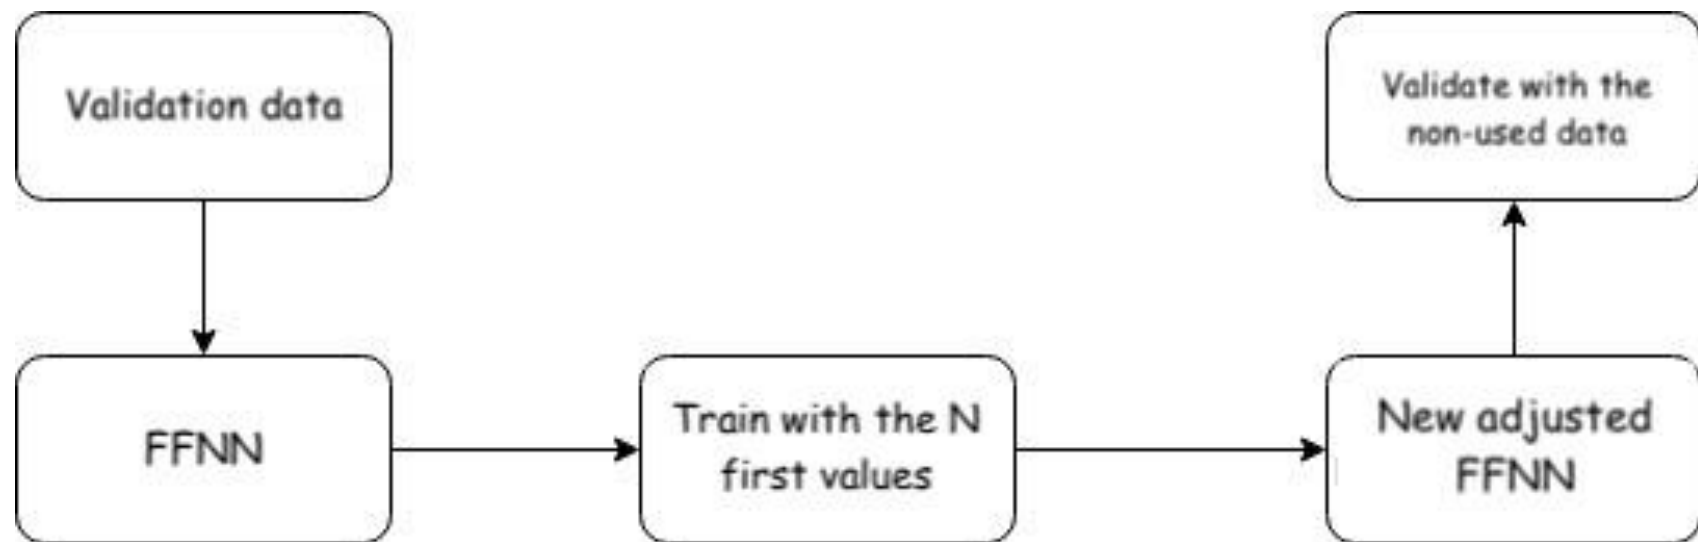 Validation data
FFNN
Train with the N
first values
New adjusted
FFNN
Validate with the
non-used data